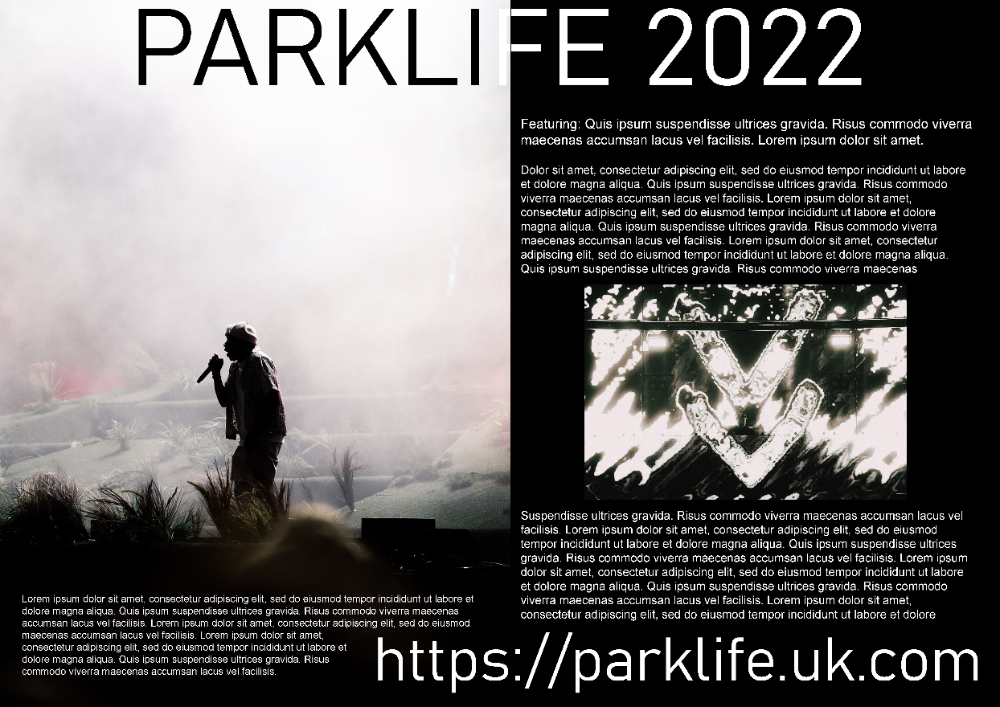 PARKLIFE 2022
Featuring: Quis ipsum suspendisse ultrices gravida. Risus commodo viverra
maecenas accumsan lacus vel facilisis. Lorem ipsum dolor sit amet.
Dolor sit amet, consectetur adipiscing elit, sed do eiusmod tempor incididunt ut labore
et dolore magna aliqua. Quis ipsum suspendisse ultrices gravida. Risus commodo
viverra maecenas accumsan lacus vel facilisis. Lorem ipsum dolor sit amet,
consectetur adipiscing elit, sed do eiusmod tempor incididunt ut labore et dolore
magna aliqua. Quis ipsum suspendisse ultrices gravida. Risus commodo viverra
maecenas accumsan lacus vel facilisis. Lorem ipsum dolor sit amet, consectetur
adipiscing elit, sed do eiusmod tempor incididunt ut labore et dolore magna aliqua.
Quis ipsum suspendisse ultrices gravida. Risus commodo viverra maecenas
Suspendisse ultrices gravida. Risus commodo viverra maecenas accumsan lacus vel
facilisis. Lorem ipsum dolor sit amet, consectetur adipiscing elit, sed do eiusmod
tempor incididunt ut labore et dolore magna aliqua. Quis ipsum suspendisse ultrices
gravida. Risus commodo viverra maecenas accumsan lacus vel facilisis. Lorem ipsum
dolor sit amet, consectetur adipiscing elit, sed do eiusmod tempor incididunt ut labore
et dolore magna aliqua. Quis ipsum suspendisse ultrices gravida. Risus commodo
viverra maecenas accumsan lacus vel facilisis. Lorem ipsum dolor sit amet,
consectetur adipiscing elit, sed do eiusmod tempor incididunt ut labore et dolore
Lorem ipsum dolor sit amet, consectetur adipiscing elit, sed do eiusmod tempor incididunt ut labore et
dolore magna aliqua. Quis ipsum suspendisse ultrices gravida. Risus commodo viverra maecenas
accumsan lacus vel facilisis. Lorem ipsum dolor sit amet, consectetur adipiscing elit, sed do eiusmod
maecenas accumsan lacus vel facilisis. Lorem ipsum dolor sit amet,
consectetur adipiscing elit, sed do eiusmod tempor incididunt ut labore et
dolore magna aliqua. Quis ipsum suspendisse ultrices gravida. Risus
commodo viverra maecenas accumsan lacus vel facilisis.
https://parklife.uk.com